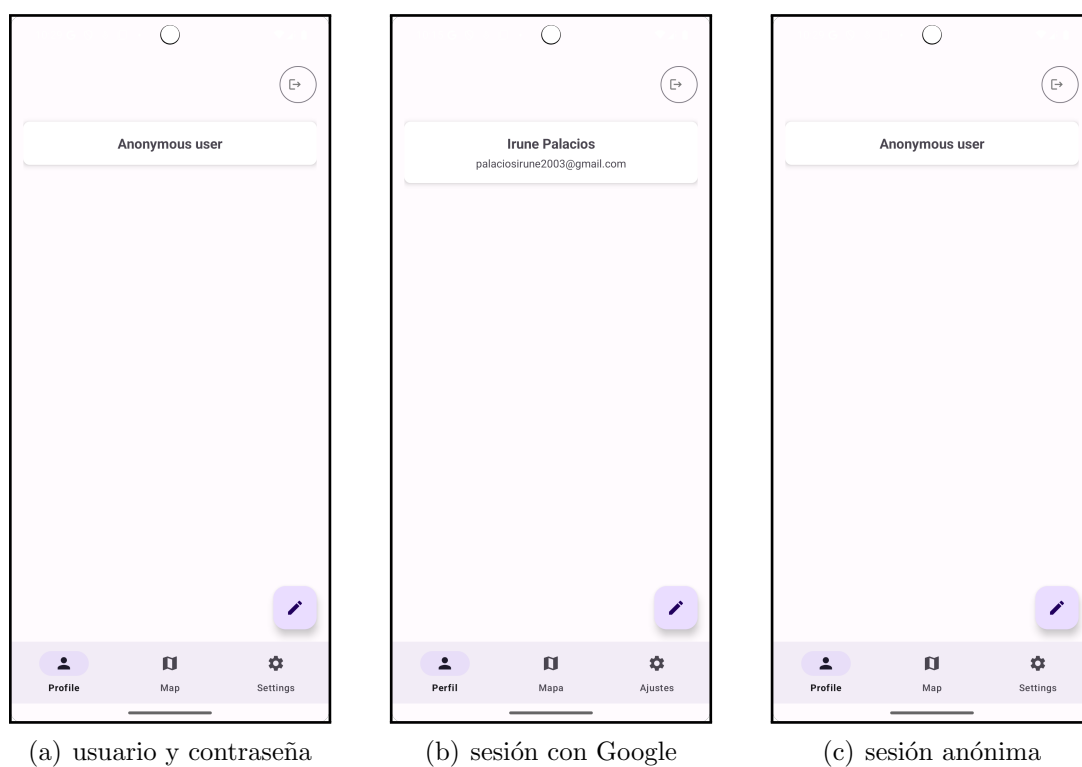 Anonymous user
Profile
Map
Settings
(a) usuario y contraseña
Irune Palacios
palaciosirune2003@gmail.com
Perfil
Mapa
Ajustes
(b) sesión con Google
Anonymous user
Profile
Map
Settings
(c) sesión anónima